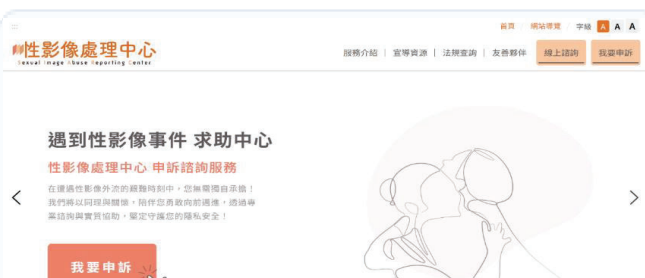 首頁 網站導覽 字級 A A A
性影像處理中心
Sexual Image Abuse Reporting Center
服務介紹 | 宣導資源 | 法規查詢 | 友善夥伴 線上諮詢 我要申訴
遇到性影像事件 求助中心
性影像處理中心 申訴諮詢服務
在遭遇性影像外流的艱難時刻中,您無需獨自承擔!
我們將以同理與關懷,陪伴您勇敢向前邁進,透過專
業諮詢與實質協助,堅定守護您的隱私安全!
我要申訴